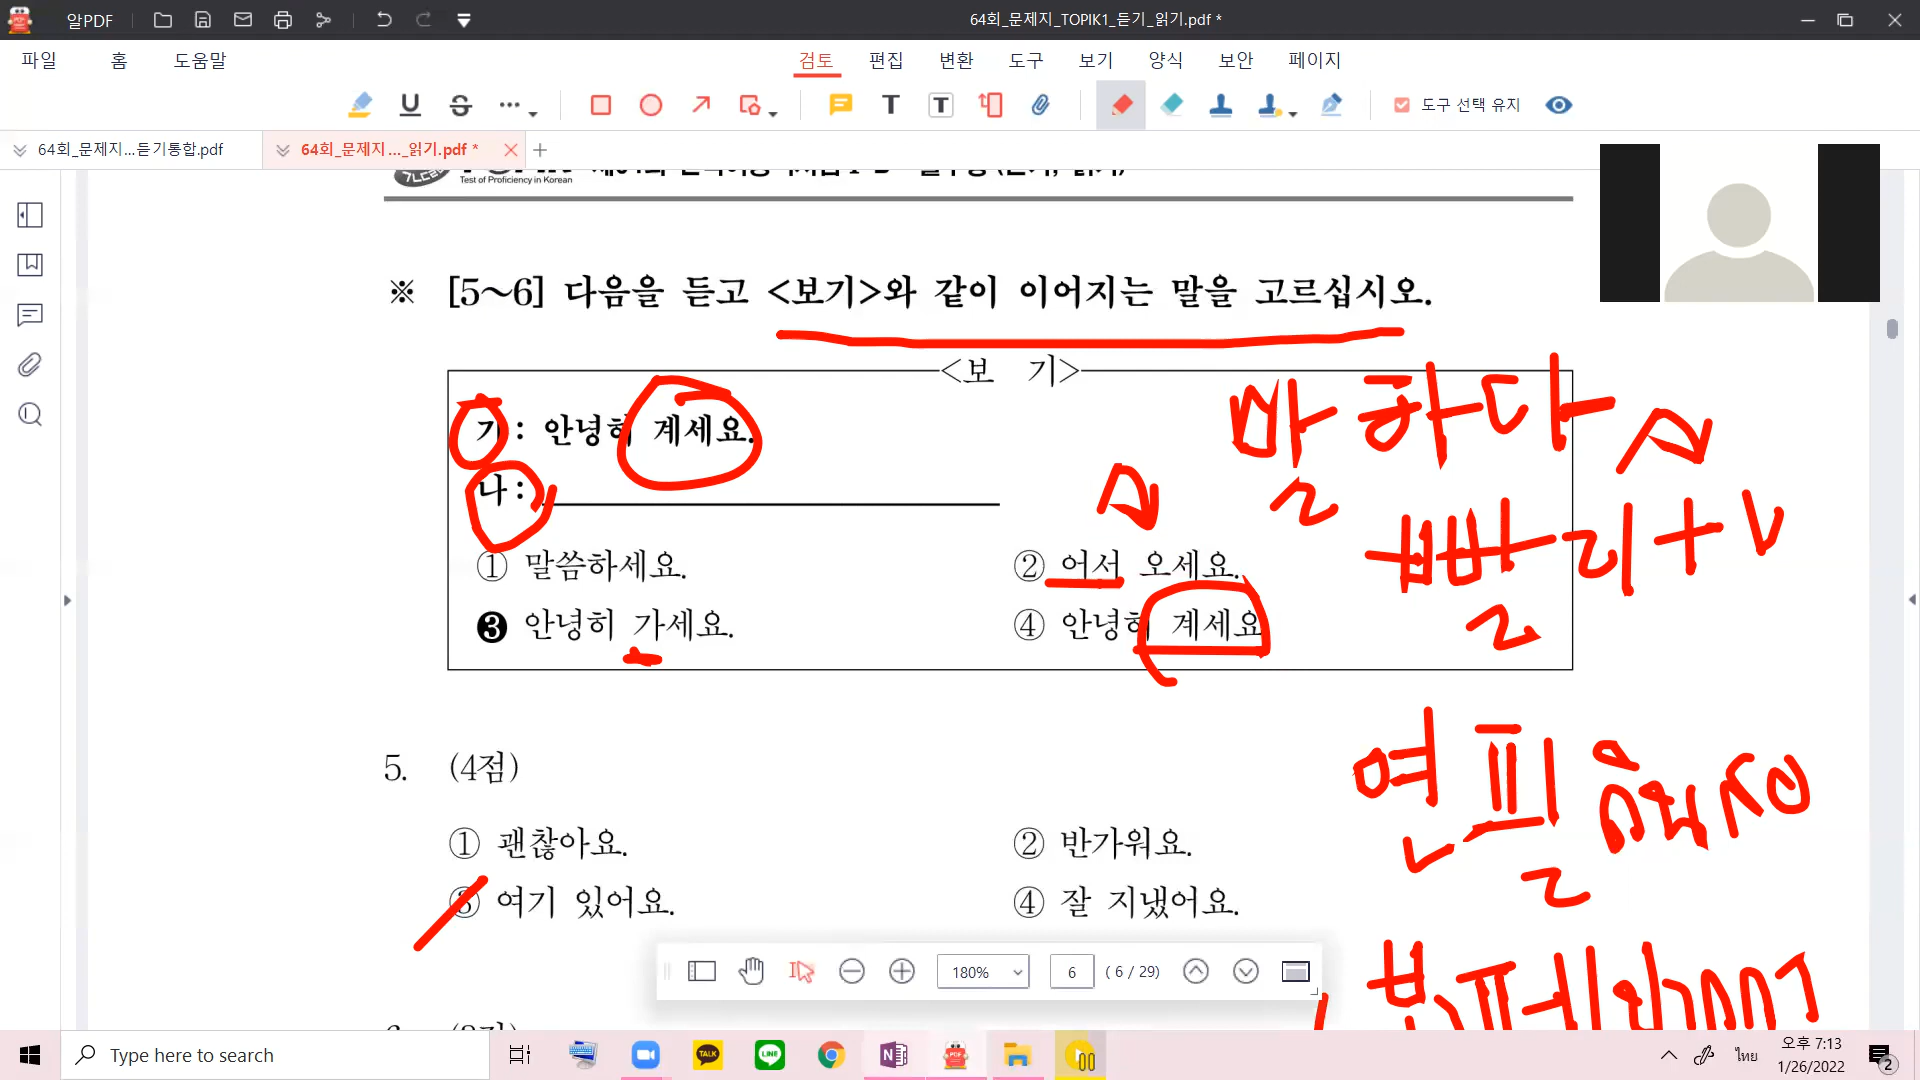 알PDF
64회_문제지_TOPIK1_듣기_읽기.pdf *
파일 홈 도움말 검토 편집 변환 도구 보기 양식 보안 페이지
도구 선택 유지
64회_문제지...듣기통합.pdf
64회_문제지..._읽기.pdf *
Test of Proficiency in Korean
※ [5~6] 다음을 듣고 <보기>와 같이 이어지는 말을 고르십시오.
<보 기>
가 : 안녕히 계세요.
말하다
나 :
ㄹ
빠리 + V
ㄹ
① 말씀하세요.
② 어서 오세요.
❸ 안녕히 가세요.
④ 안녕히 계세요
연필
5. (4점)
① 괜찮아요.
② 반가워요.
③ 여기 있어요.
④ 잘 지냈어요.
180%
6
( 6 / 29)
Type here to search
TALK
LINE
PDF
ไทย
오후 7:13
1/26/2022
2